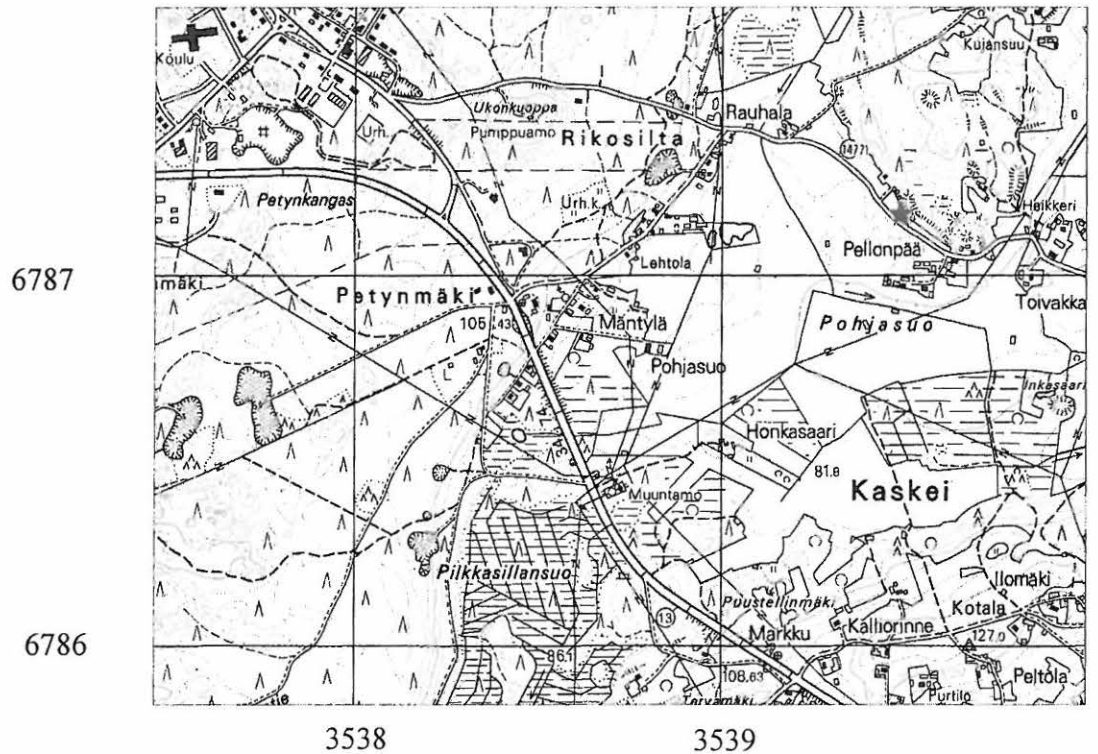 Koulu
Kujansuu
Ukonkuoppa
Rauhala
Urh.
Pumppuamo
Rikosilta
14771
Petynkangas
Urh.k.
Heikkeri
Lehtola
Pellonpää
6787
Petynmäki
Toivakka
105
.43
Mäntylä
Pohjasuo
Pohjasuo
Inkasaari
Honkasaari
81.8
Kaskei
Muuntamo
Pilkkasillansuo
Ilomäki
Puustellinmäki
Kotala
13
Kalliorinne
Markku
127.0
6786
86.1
108.63
Peltola
Purtilo
3538
3539